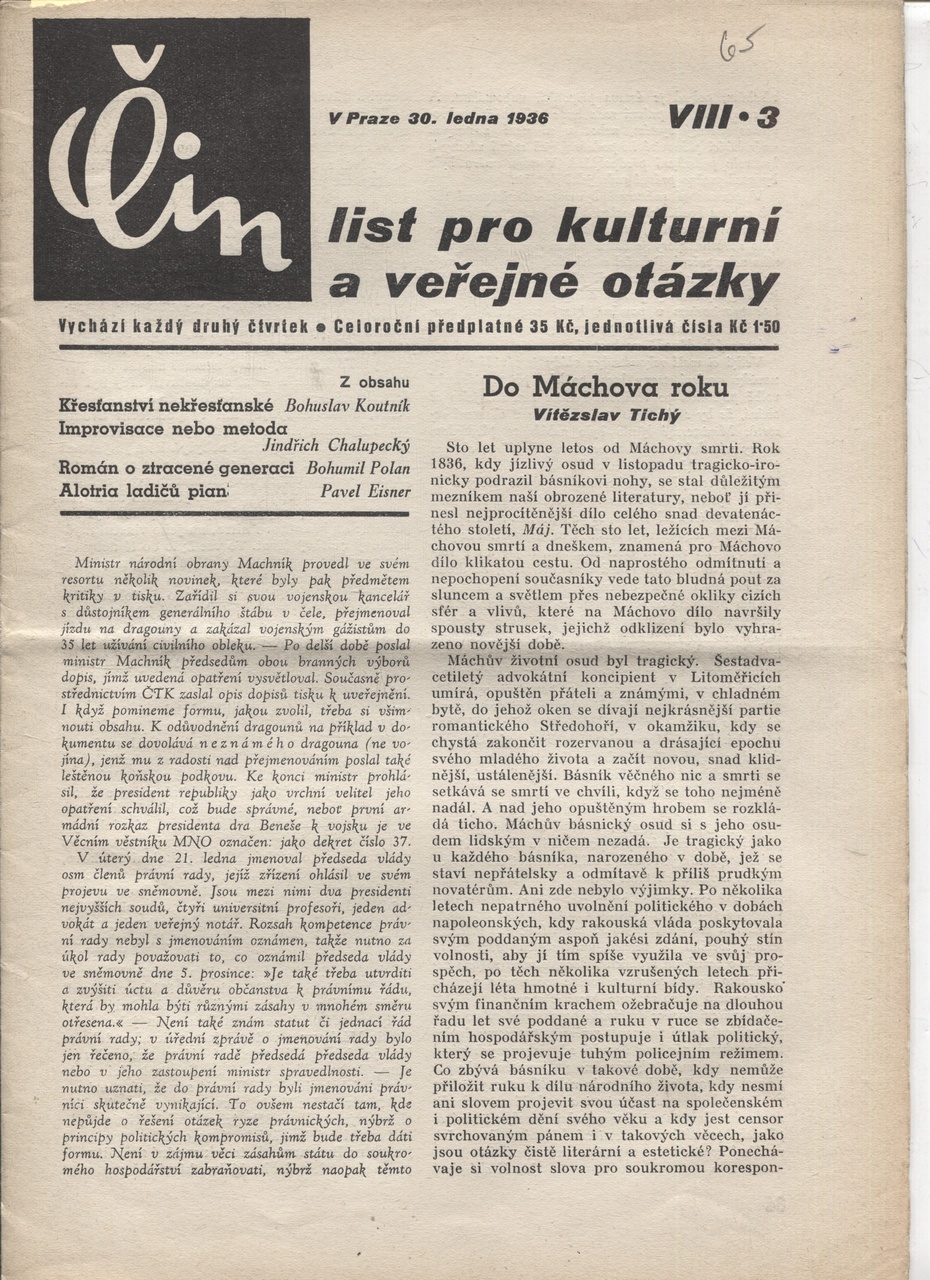 65
Čin
V Praze 30. ledna 1936
VIII • 3
list pro kulturní
a veřejné otázky
Vychází každý druhý čtvrtek ● Celoroční předplatné 35 Kč, jednotlivá čísla Kč 1·50
Z obsahu
Křesťanství nekřesťanské Bohuslav Koutník
Improvisace nebo metoda
Jindřich Chalupecký
Román o ztracené generaci Bohumil Polan
Alotria ladičů pian Pavel Eisner
Ministr národní obrany Machník provedl ve svém
resortu několik novinek, které byly pak předmětem
kritiky v tisku. Zařídil si svou vojenskou kancelář
s důstojníkem generálního štábu v čele, přejmenoval
jízdu na dragouny a zakázal vojenským gážistům do
35 let užívání civilního obleku. — Po delší době poslal
ministr Machník předsedům obou branných výborů
dopis, jímž uvedená opatření vysvětloval. Současně pro-
střednictvím ČTK zaslal opis dopisů tisku k uveřejnění.
I když pomineme formu, jakou zvolil, třeba si všim-
nouti obsahu. K odůvodnění dragounů na příklad v do-
kumentu se dovolává neznámého dragouna (ne vo-
jína), jenž mu z radosti nad přejmenováním poslal také
leštěnou koňskou podkovu. Ke konci ministr prohlá-
sil, že president republiky jako vrchní velitel jeho
opatření schválil, což bude správné, neboť první ar-
mádní rozkaz presidenta dra Beneše k vojsku je ve
Věcním věstníku MNO označen: jako dekret číslo 37.
V úterý dne 21. ledna jmenoval předseda vlády
osm členů právní rady, jejíž zřízení ohlásil ve svém
projevu ve sněmovně. Jsou mezi nimi dva presidenti
nejvyšších soudů, čtyři universitní profesoři, jeden ad-
vokát a jeden veřejný notář. Rozsah kompetence práv-
ní rady nebyl s jmenováním oznámen, takže nutno za
úkol rady považovati to, co oznámil předseda vlády
ve sněmovně dne 5. prosince: »Je také třeba utvrditi
a zvýšiti úctu a důvěru občanstva k právnímu řádu,
která by mohla býti různými zásahy v mnohém směru
otřesena.« — Není také znám statut či jednací řád
právní rady; v úřední zprávě o jmenování rady bylo
jen řečeno, že právní radě předsedá předseda vlády
nebo v jeho zastoupení ministr spravedlnosti. — Je
nutno uznati, že do právní rady byli jmenováni práv-
níci skutečně vynikající. To ovšem nestačí tam, kde
nepůjde o řešení otázek ryze právnických, nýbrž o
principy politických kompromisů, jimž bude třeba dáti
formu. Není v zájmu věci zásahům státu do soukro-
mého hospodářství zabraňovati, nýbrž naopak těmto
Do Máchova roku
Vítězslav Tichý
Sto let uplyne letos od Máchovy smrti. Rok
1836, kdy jízlivý osud v listopadu tragicko-iro-
nicky podrazil básníkovi nohy, se stal důležitým
mezníkem naší obrozené literatury, neboť jí při-
nesl nejprocítěnější dílo celého snad devatenác-
tého století, Máj. Těch sto let, ležících mezi Má-
chovou smrtí a dneškem, znamená pro Máchovo
dílo klikatou cestu. Od naprostého odmítnutí a
nepochopení současníky vede tato bludná pout za
sluncem a světlem přes nebezpečné okliky cizích
sfér a vlivů, které na Máchovo dílo navršily
spousty strusek, jejichž odklizení bylo vyhra-
zeno novější době.
Máchův životní osud byl tragický. Šestadva-
cetiletý advokátní koncipient v Litoměřicích
umírá, opuštěn přáteli a známými, v chladném
bytě, do jehož oken se dívají nejkrásnější partie
romantického Středohoří, v okamžiku, kdy se
chystá zakončit rozervanou a drásající epochu
svého mladého života a začít novou, snad klid-
nější, ustálenější. Básník věčného nic a smrti se
setkává se smrtí ve chvíli, když se toho nejméně
nadál. A nad jeho opuštěným hrobem se rozklá-
dá ticho. Máchův básnický osud si s jeho osu-
dem lidským v ničem nezadá. Je tragický jako
u každého básníka, narozeného v době, jež se
staví nepřátelsky a odmítavě k příliš prudkým
novatérům. Ani zde nebylo výjimky. Po několika
letech nepatrného uvolnění politického v dobách
napoleonských, kdy rakouská vláda poskytovala
svým poddaným aspoň jakési zdání, pouhý stín
volnosti, aby jí tím spíše využila ve svůj pro-
spěch, po těch několika vzrušených letech při-
cházejí léta hmotné i kulturní bídy. Rakousko
svým finančním krachem ožebračuje na dlouhou
řadu let své poddané a ruku v ruce se zbídače-
ním hospodářským postupuje i útlak politický,
který se projevuje tuhým policejním režimem.
Co zbývá básníku v takové době, kdy nemůže
přiložit ruku k dílu národního života, kdy nesmí
ani slovem projevit svou účast na společenském
i politickém dění svého věku a kdy jest censor
svrchovaným pánem i v takových věcech, jako
jsou otázky čistě literární a estetické? Ponechá-
vaje si volnost slova pro soukromou korespon-